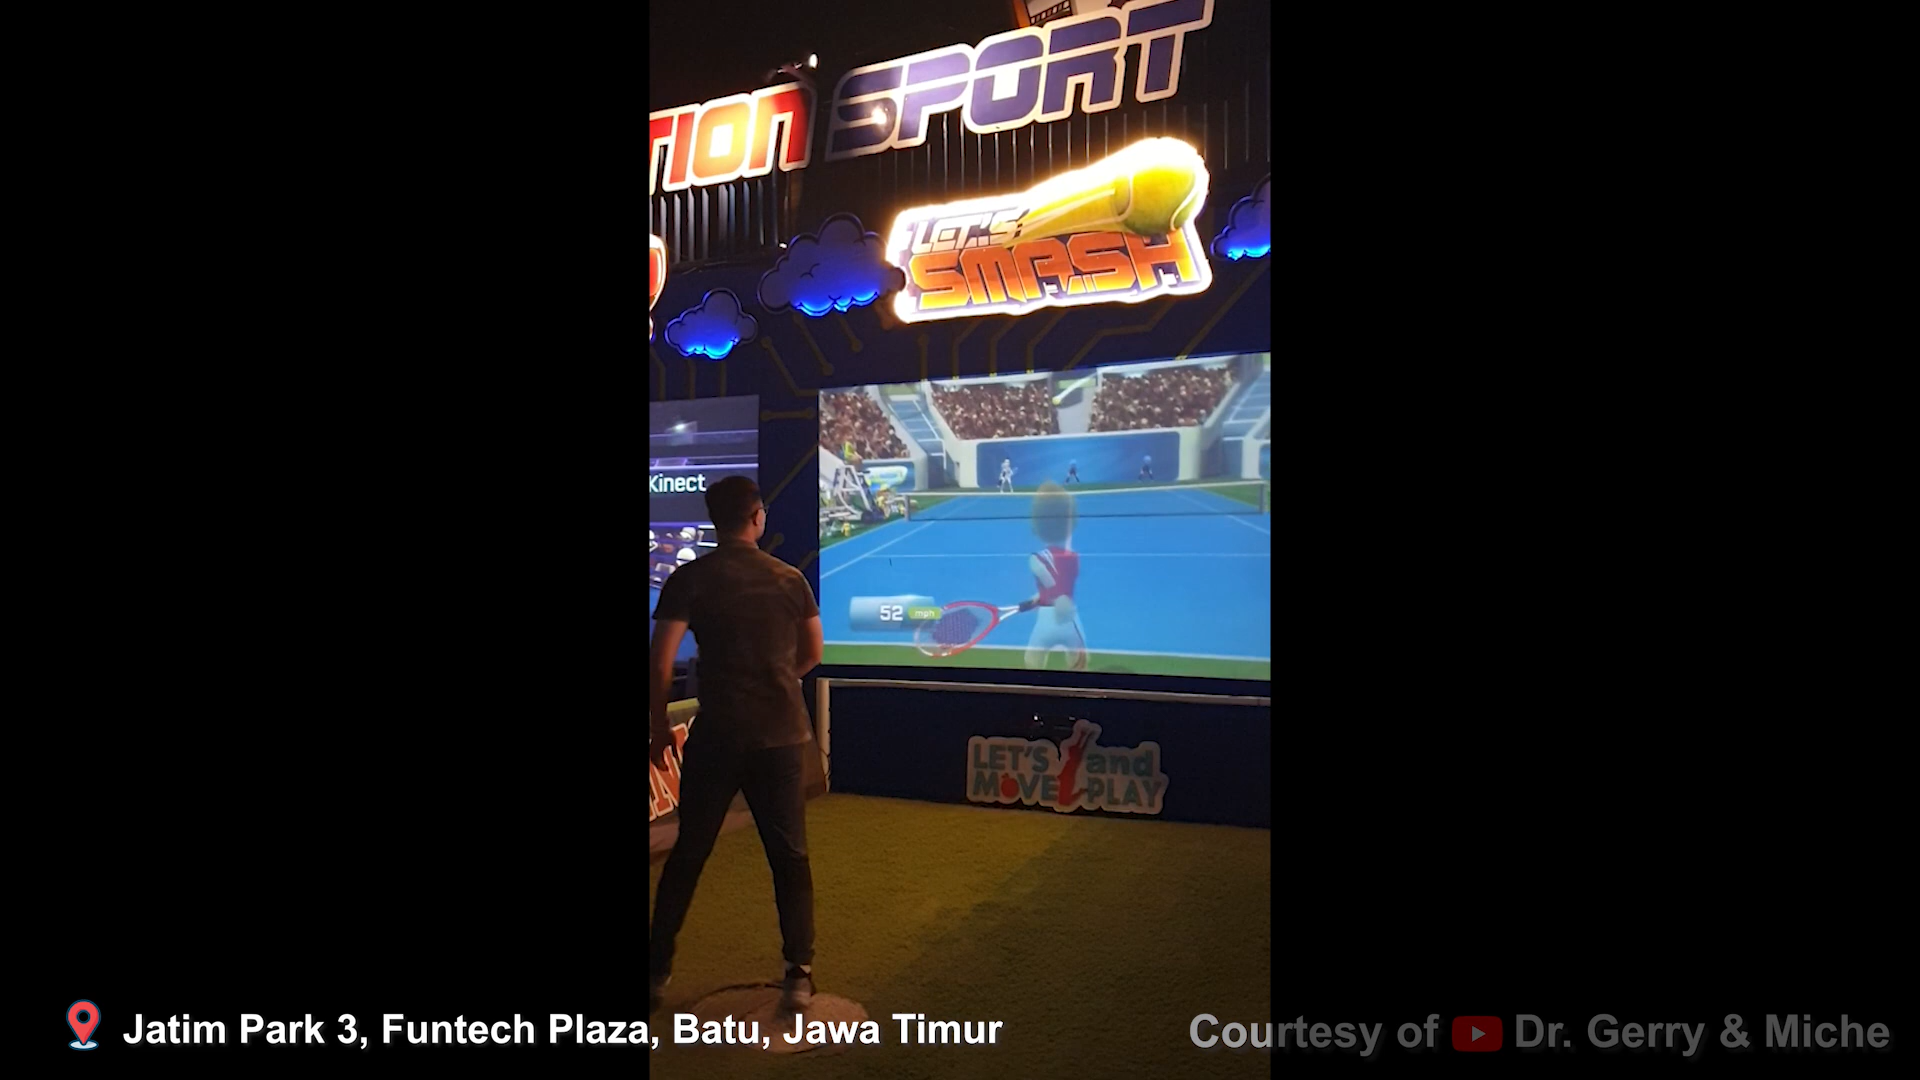 TION SPORT
LET'S
SMASH
Kinect
52 mph
LET'S and
MOVE PLAY
Jatim Park 3, Funtech Plaza, Batu, Jawa Timur
Courtesy of Dr. Gerry & Miche